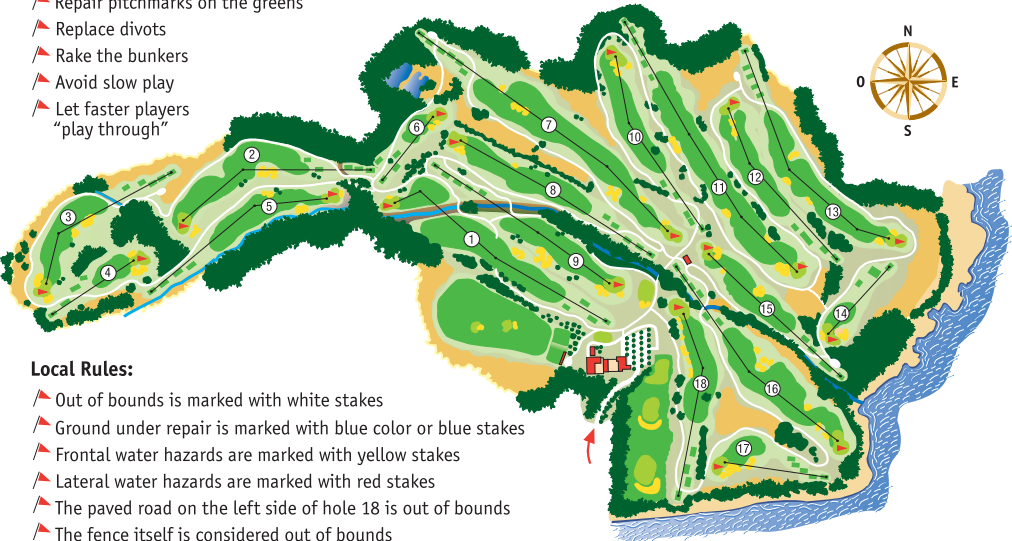 Repair pitchmarks on the greens
Replace divots
Rake the bunkers
Avoid slow play
Let faster players
“play through”
N
O E
S
1
2
3
4
5
6
7
8
9
10
11
12
13
14
15
16
17
18
Local Rules:
Out of bounds is marked with white stakes
Ground under repair is marked with blue color or blue stakes
Frontal water hazards are marked with yellow stakes
Lateral water hazards are marked with red stakes
The paved road on the left side of hole 18 is out of bounds
The fence itself is considered out of bounds